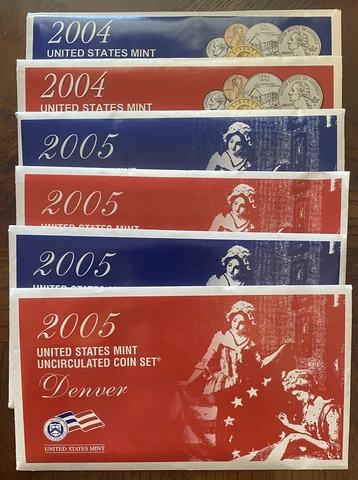 2004
UNITED STATES MINT
2004
UNITED STATES MINT
2005
2005
2005
2005
UNITED STATES MINT
UNCIRCULATED COIN SET®
Denver
UNITED STATES MINT